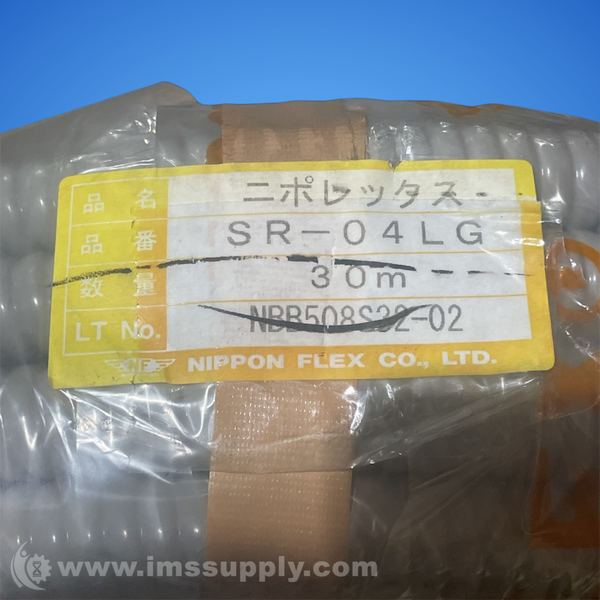 品 名 ニポレックス
品 番 SR-04LG
数 量 30m
LT No. NBB508S32-02
NIPPON FLEX CO., LTD.
www.imssupply.com